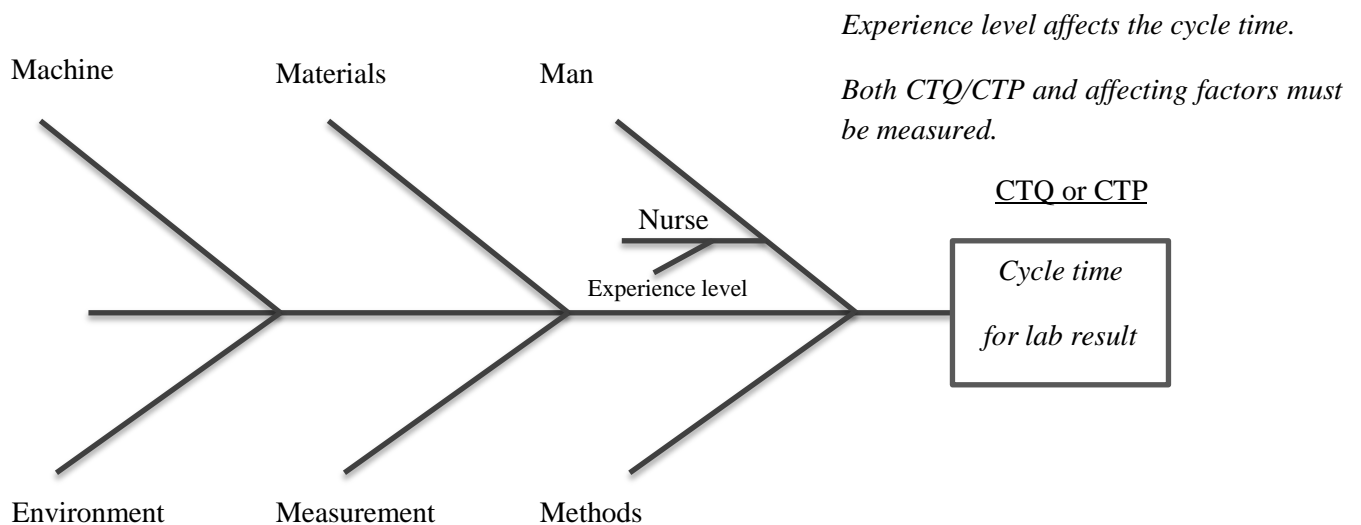 Experience level affects the cycle time.
Machine
Materials
Man
Both CTQ/CTP and affecting factors must
be measured.
CTQ or CTP
Nurse
Cycle time
Experience level
for lab result
Environment
Measurement
Methods